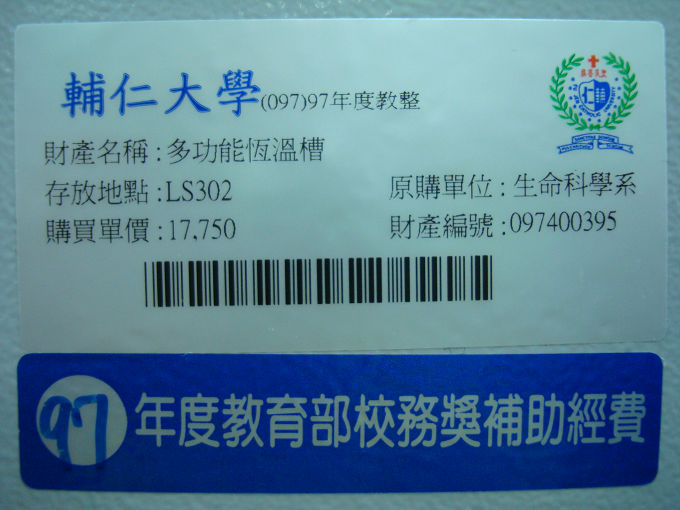 輔仁大學(097)97年度教整
財產名稱:多功能恆溫槽
存放地點:LS302
原購單位:生命科學系
購買單價:17,750
財產編號:097400395
97年度教育部校務獎補助經費